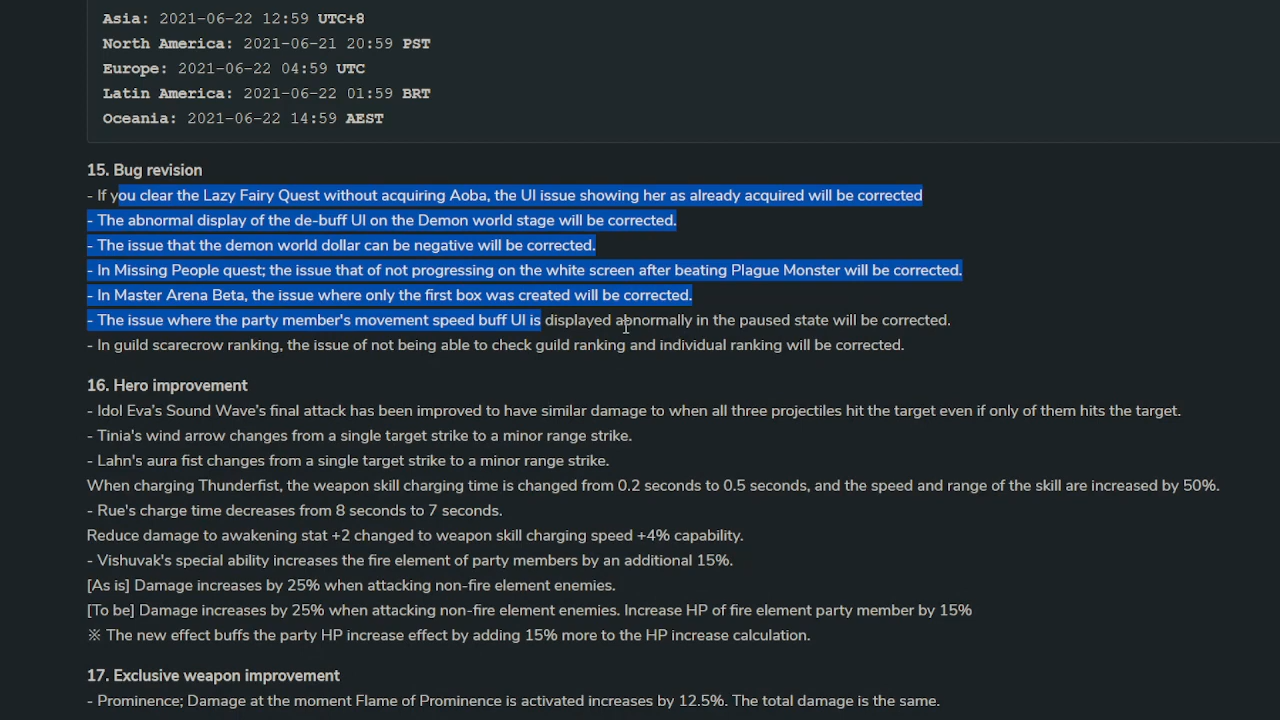 Asia: 2021-06-22 12:59 UTC+8
North America: 2021-06-21 20:59 PST
Europe: 2021-06-22 04:59 UTC
Latin America: 2021-06-22 01:59 BRT
Oceania: 2021-06-22 14:59 AEST
15. Bug revision
- If you clear the Lazy Fairy Quest without acquiring Aoba, the UI issue showing her as already acquired will be corrected
- The abnormal display of the de-buff UI on the Demon world stage will be corrected.
- The issue that the demon world dollar can be negative will be corrected.
- In Missing People quest; the issue that of not progressing on the white screen after beating Plague Monster will be corrected.
- In Master Arena Beta, the issue where only the first box was created will be corrected.
- The issue where the party member's movement speed buff UI is displayed abnormally in the paused state will be corrected.
- In guild scarecrow ranking, the issue of not being able to check guild ranking and individual ranking will be corrected.
16. Hero improvement
- Idol Eva's Sound Wave's final attack has been improved to have similar damage to when all three projectiles hit the target even if only of them hits the target.
- Tinia's wind arrow changes from a single target strike to a minor range strike.
- Lahn's aura fist changes from a single target strike to a minor range strike.
When charging Thunderfist, the weapon skill charging time is changed from 0.2 seconds to 0.5 seconds, and the speed and range of the skill are increased by 50%.
- Rue's charge time decreases from 8 seconds to 7 seconds.
Reduce damage to awakening stat +2 changed to weapon skill charging speed +4% capability.
- Vishuvak's special ability increases the fire element of party members by an additional 15%.
[As is] Damage increases by 25% when attacking non-fire element enemies.
[To be] Damage increases by 25% when attacking non-fire element enemies. Increase HP of fire element party member by 15%
※ The new effect buffs the party HP increase effect by adding 15% more to the HP increase calculation.
17. Exclusive weapon improvement
- Prominence; Damage at the moment Flame of Prominence is activated increases by 12.5%. The total damage is the same.